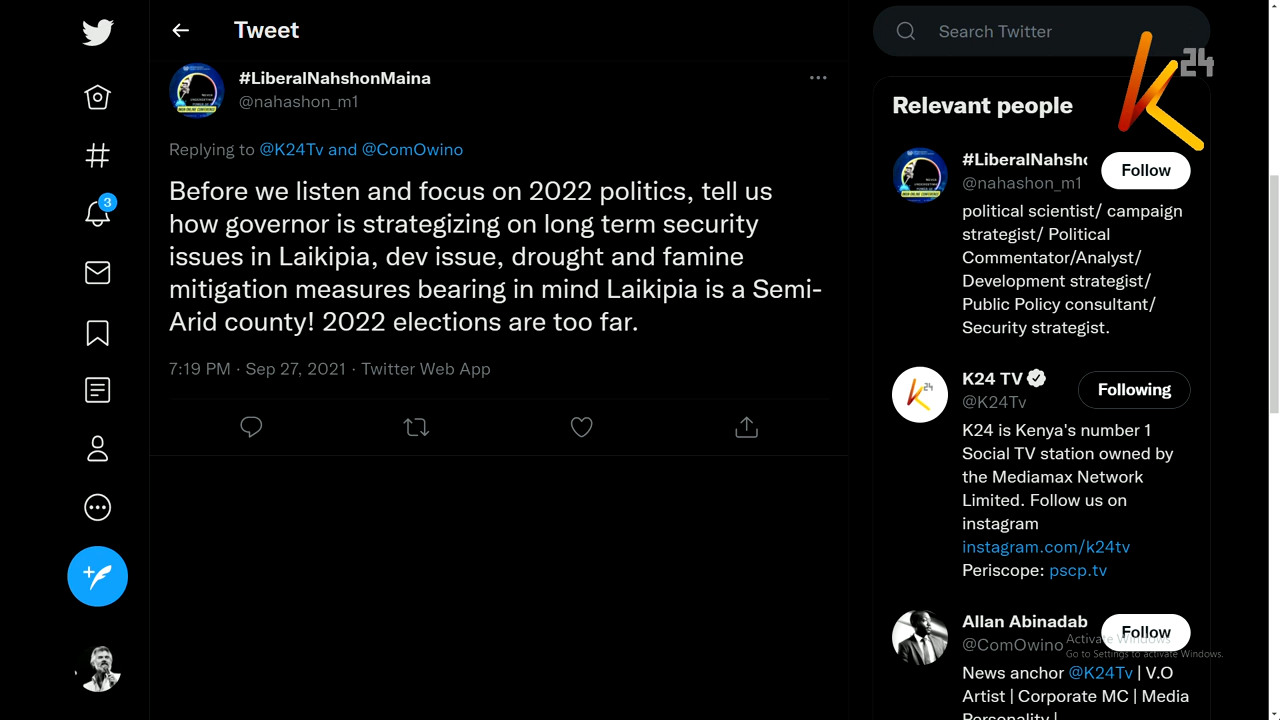 Tweet
#LiberalNahshonMaina
@nahashon_m1
Replying to @K24Tv and @ComOwino
Before we listen and focus on 2022 politics, tell us
how governor is strategizing on long term security
issues in Laikipia, dev issue, drought and famine
mitigation measures bearing in mind Laikipia is a Semi-
Arid county! 2022 elections are too far.
7:19 PM · Sep 27, 2021 · Twitter Web App
3
Search Twitter
24
Relevant people
#LiberalNahsho
@nahashon_m1
Follow
political scientist/ campaign
strategist/ Political
Commentator/Analyst/
Development strategist/
Public Policy consultant/
Security strategist.
K24 TV
@K24Tv
Following
K24 is Kenya's number 1
Social TV station owned by
the Mediamax Network
Limited. Follow us on
instagram
instagram.com/k24tv
Periscope: pscp.tv
Allan Abinadab
@ComOwino
Follow
Activate Windows
Go to Settings to activate Windows.
News anchor @K24Tv | V.O
Artist | Corporate MC | Media
Personality |